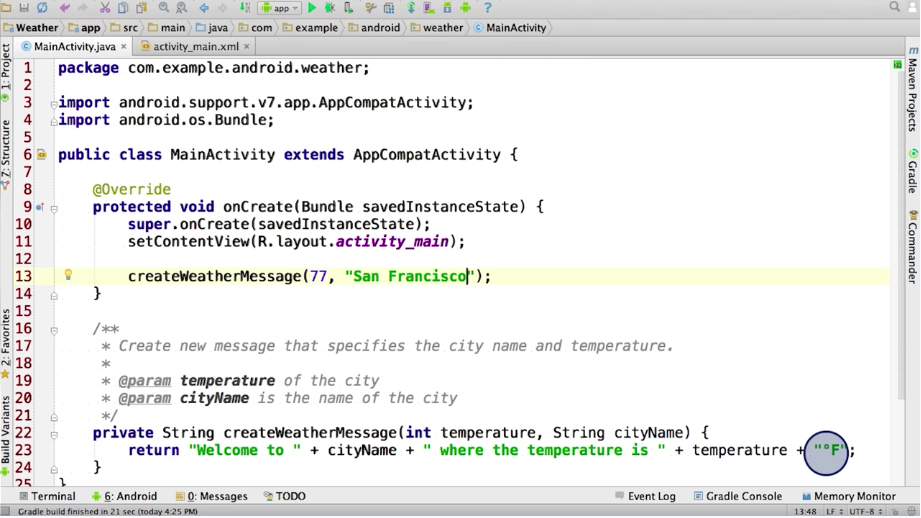 app
Weather app src main java com example android weather MainActivity
MainActivity.java activity_main.xml
1 package com.example.android.weather;
2
3 import android.support.v7.app.AppCompatActivity;
4 import android.os.Bundle;
5
6 public class MainActivity extends AppCompatActivity {
7
8 @Override
9 protected void onCreate(Bundle savedInstanceState) {
10 super.onCreate(savedInstanceState);
11 setContentView(R.layout.activity_main);
12
13 createWeatherMessage(77, "San Francisco");
14 }
15
16 /**
17 * Create new message that specifies the city name and temperature.
18 *
19 * @param temperature of the city
20 * @param cityName is the name of the city
21 */
22 private String createWeatherMessage(int temperature, String cityName) {
23 return "Welcome to " + cityName + " where the temperature is " + temperature + "°F";
24 }
25 }
1: Project
7: Structure
2: Favorites
Build Variants
Maven Projects
Gradle
Commander
Terminal 6: Android 0: Messages TODO Event Log Gradle Console Memory Monitor
Gradle build finished in 21 sec (today 4:25 PM) 13:48 LF UTF-8